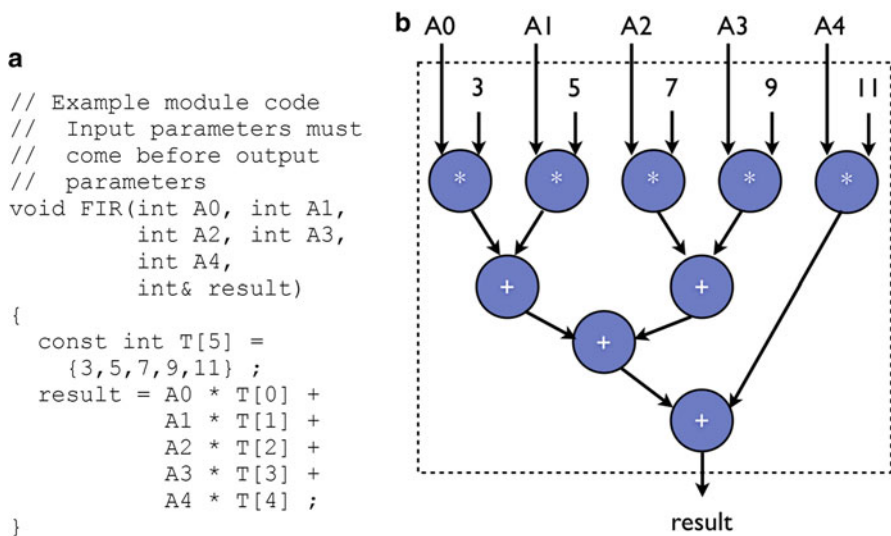 a
// Example module code
//  Input parameters must
//  come before output
//  parameters
void FIR(int A0, int A1,
         int A2, int A3,
         int A4,
         int& result)
{
  const int T[5] =
    {3,5,7,9,11} ;
  result = A0 * T[0] +
           A1 * T[1] +
           A2 * T[2] +
           A3 * T[3] +
           A4 * T[4] ;
}
b
A0 A1 A2 A3 A4
3 5 7 9 11
* * * * *
+ +
+
+
result